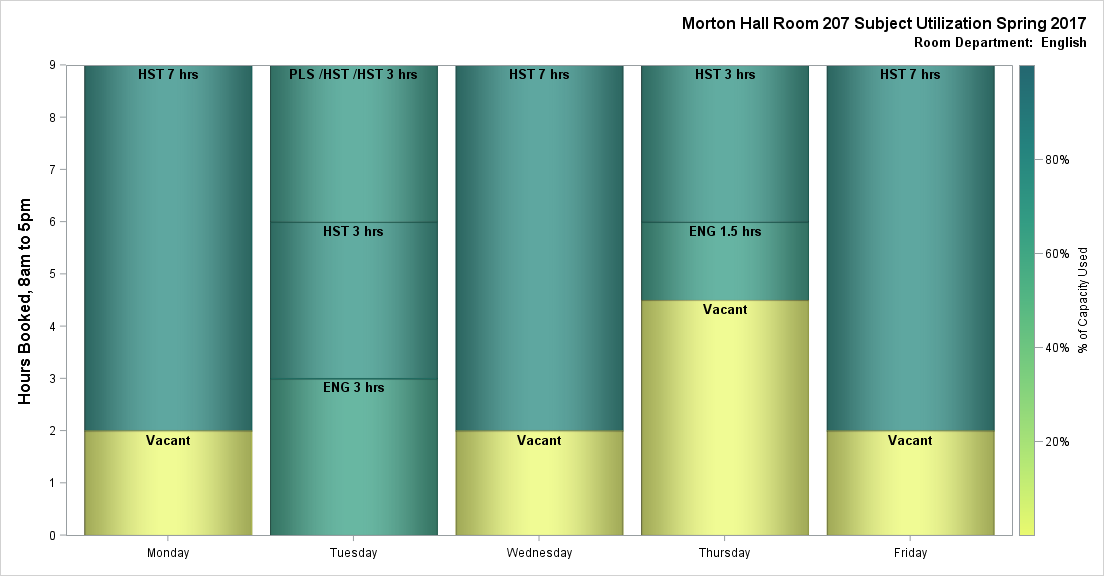 Morton Hall Room 207 Subject Utilization Spring 2017
Room Department:  English
Hours Booked, 8am to 5pm
9
8
7
6
5
4
3
2
1
0
HST 7 hrs
Vacant
PLS /HST /HST 3 hrs
HST 3 hrs
ENG 3 hrs
HST 7 hrs
Vacant
HST 3 hrs
ENG 1.5 hrs
Vacant
HST 7 hrs
Vacant
Monday
Tuesday
Wednesday
Thursday
Friday
80%
60%
40%
20%
% of Capacity Used